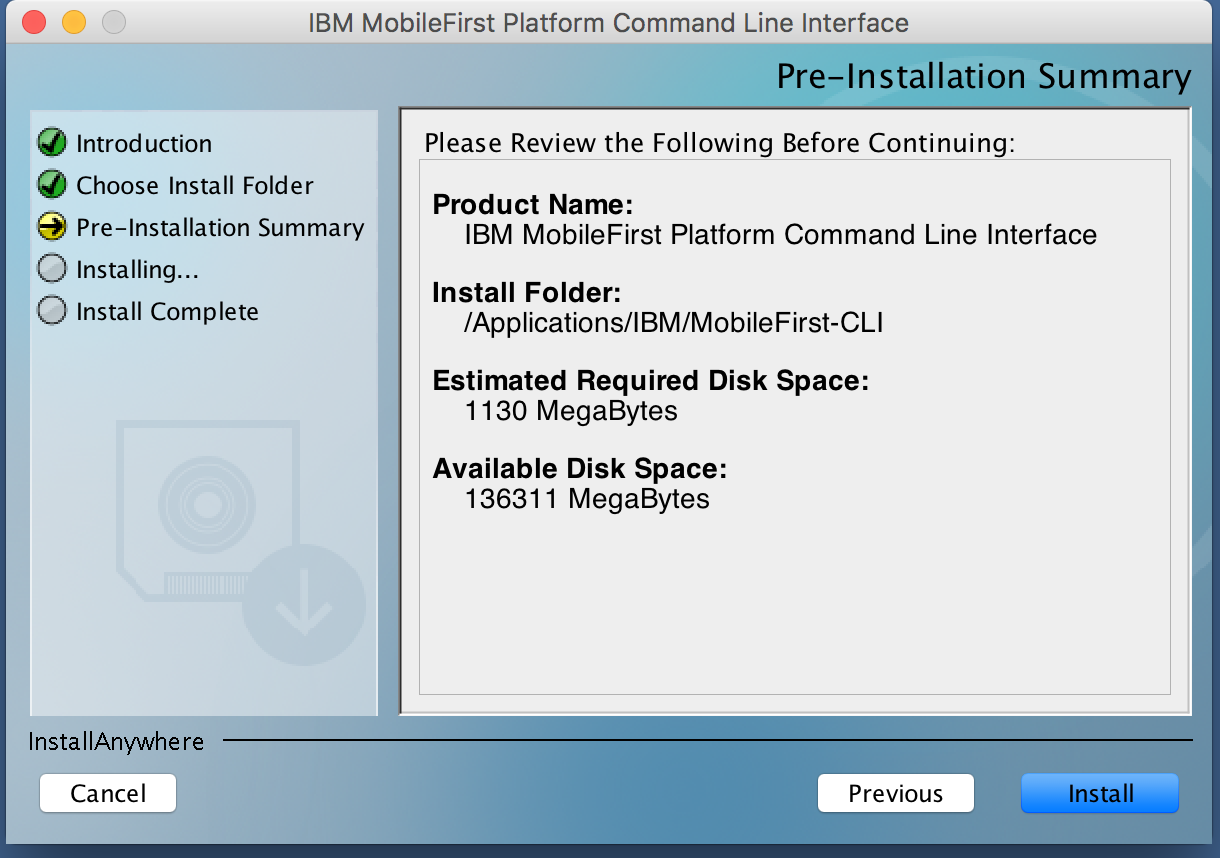 IBM MobileFirst Platform Command Line Interface
Pre-Installation Summary
Introduction
Choose Install Folder
Pre-Installation Summary
Installing...
Install Complete
Please Review the Following Before Continuing:
Product Name:
IBM MobileFirst Platform Command Line Interface
Install Folder:
/Applications/IBM/MobileFirst-CLI
Estimated Required Disk Space:
1130 MegaBytes
Available Disk Space:
136311 MegaBytes
InstallAnywhere
Cancel
Previous
Install